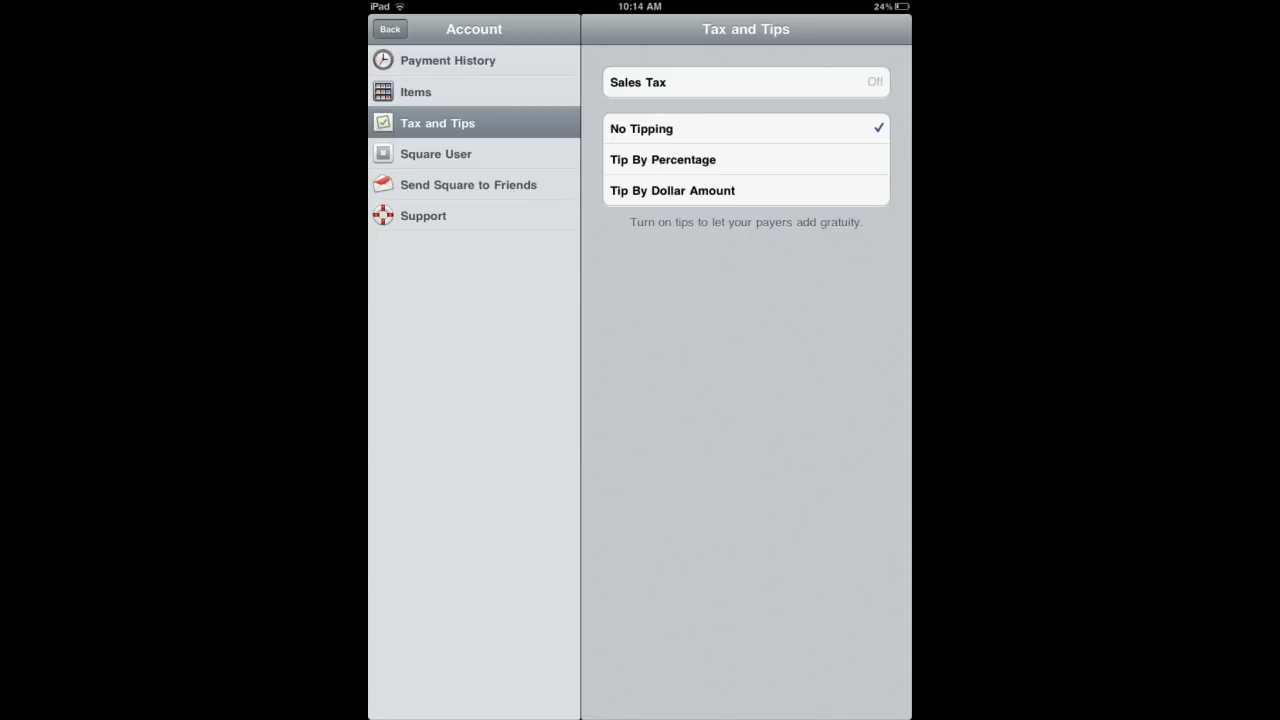 iPad 10:14 AM 24%
Back Account
Payment History
Items
Tax and Tips
Square User
Send Square to Friends
Support
Tax and Tips
Sales Tax Off
No Tipping
Tip By Percentage
Tip By Dollar Amount
Turn on tips to let your payers add gratuity.